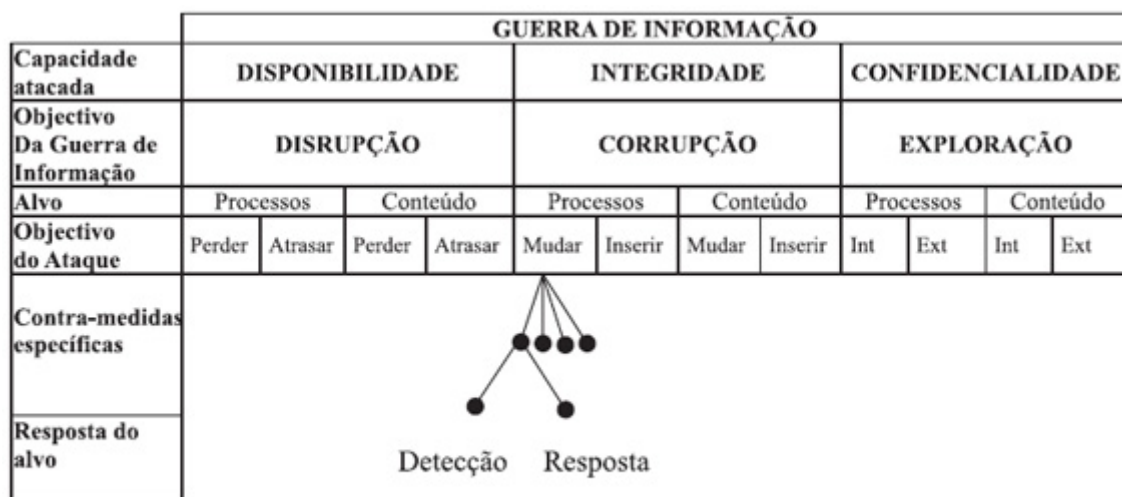 GUERRA DE INFORMAÇÃO
Capacidade
atacada
DISPONIBILIDADE
INTEGRIDADE
CONFIDENCIALIDADE
Objectivo
Da Guerra de
Informação
DISRUPÇÃO
CORRUPÇÃO
EXPLORAÇÃO
Alvo
Processos
Conteúdo
Processos
Conteúdo
Processos
Conteúdo
Objectivo
do Ataque
Perder
Atrasar
Perder
Atrasar
Mudar
Inserir
Mudar
Inserir
Int
Ext
Int
Ext
Contra-medidas
específicas
Resposta do
alvo
Detecção
Resposta